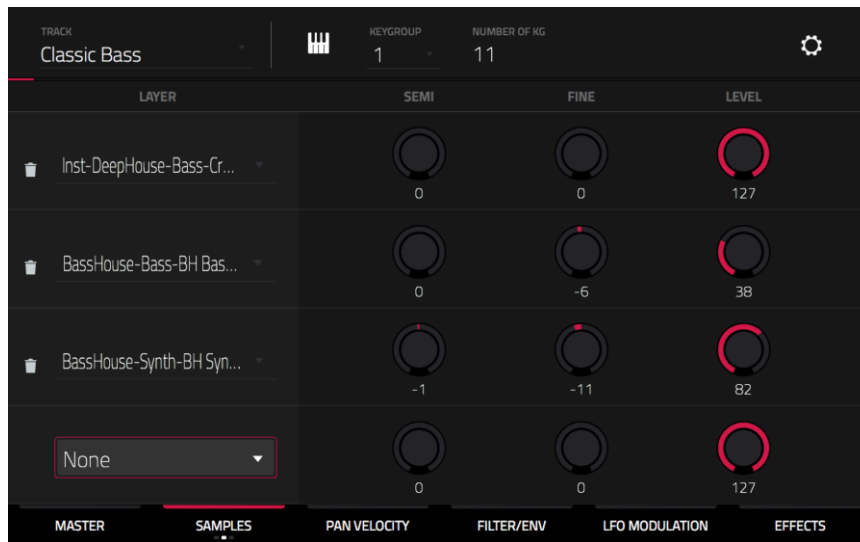 TRACK KEYGROUP NUMBER OF KG
Classic Bass 1 11
LAYER SEMI FINE LEVEL
Inst-DeepHouse-Bass-Cr...
0 0 127
BassHouse-Bass-BH Bas...
0 -6 38
BassHouse-Synth-BH Syn...
-1 -11 82
None
0 0 127
MASTER SAMPLES PAN VELOCITY FILTER/ENV LFO MODULATION EFFECTS